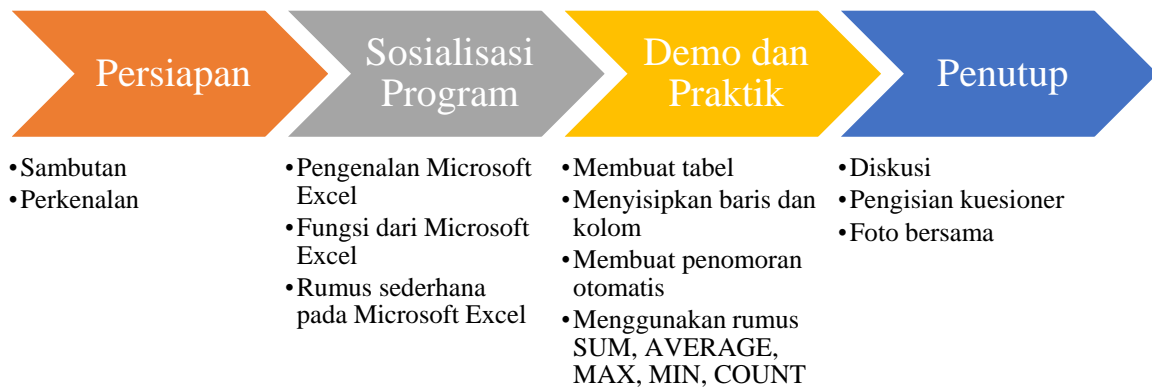 Persiapan
•Sambutan
•Perkenalan
Sosialisasi
Program
•Pengenalan Microsoft
Excel
•Fungsi dari Microsoft
Excel
•Rumus sederhana
pada Microsoft Excel
Demo dan
Praktik
•Membuat tabel
•Menyisipkan baris dan
kolom
•Membuat penomoran
otomatis
•Menggunakan rumus
SUM, AVERAGE,
MAX, MIN, COUNT
Penutup
•Diskusi
•Pengisian kuesioner
•Foto bersama